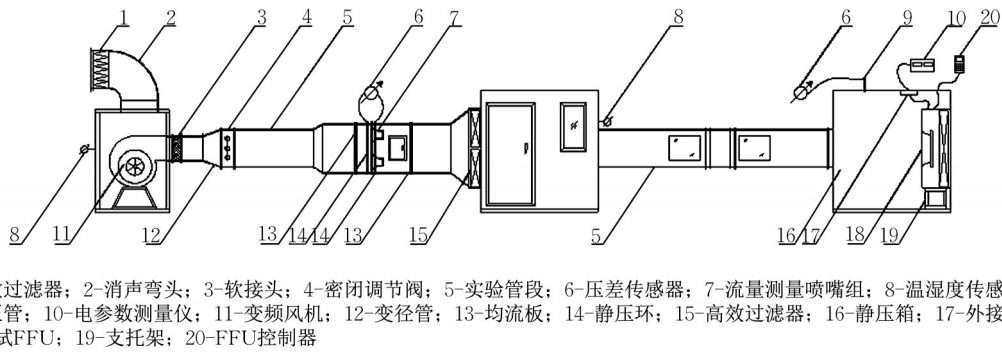 1 2 3 4 5 6 7 8 6 9 10 20
8 11 12 13 14 14 13 15 5 16 17 18 19
过滤器；2-消声弯头；3-软接头；4-密闭调节阀；5-实验管段；6-压差传感器；7-流量测量喷嘴组；8-温湿度传感
管；10-电参数测量仪；11-变频风机；12-变径管；13-均流板；14-静压环；15-高效过滤器；16-静压箱；17-外接
试FFU；19-支托架；20-FFU控制器